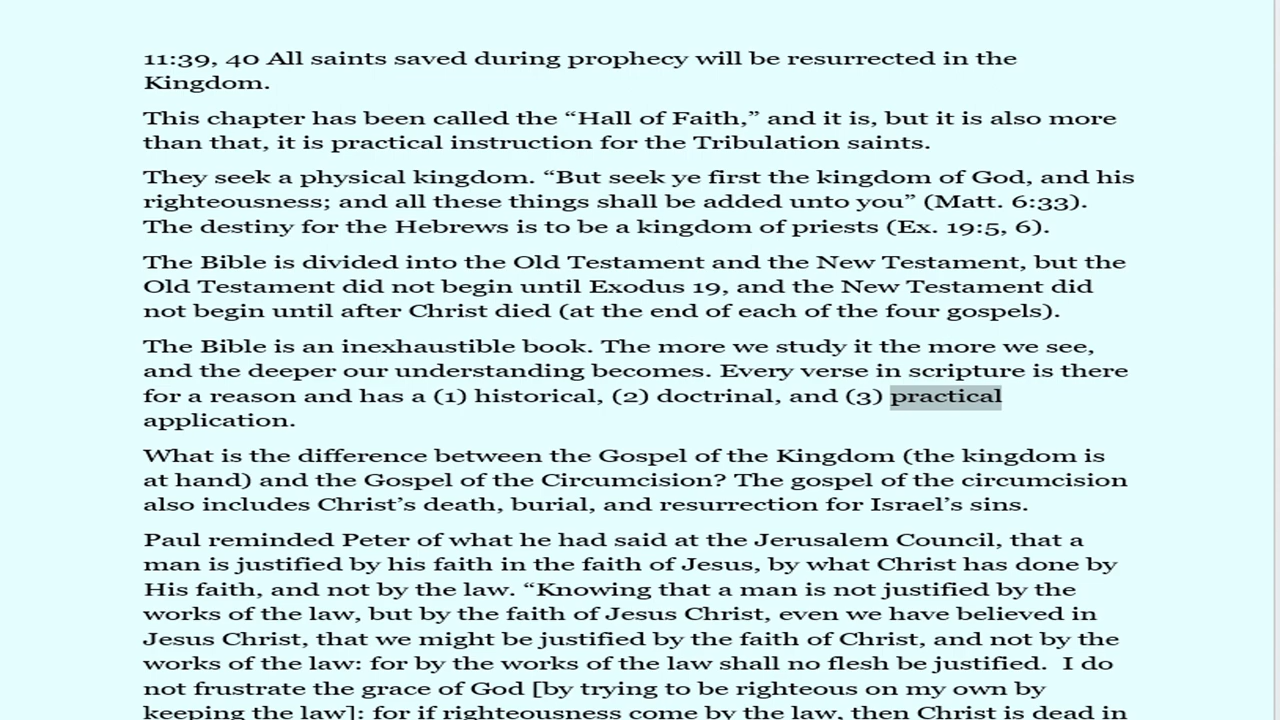 11:39, 40 All saints saved during prophecy will be resurrected in the
Kingdom.
This chapter has been called the “Hall of Faith,” and it is, but it is also more
than that, it is practical instruction for the Tribulation saints.
They seek a physical kingdom. “But seek ye first the kingdom of God, and his
righteousness; and all these things shall be added unto you” (Matt. 6:33).
The destiny for the Hebrews is to be a kingdom of priests (Ex. 19:5, 6).
The Bible is divided into the Old Testament and the New Testament, but the
Old Testament did not begin until Exodus 19, and the New Testament did
not begin until after Christ died (at the end of each of the four gospels).
The Bible is an inexhaustible book. The more we study it the more we see,
and the deeper our understanding becomes. Every verse in scripture is there
for a reason and has a (1) historical, (2) doctrinal, and (3) practical
application.
What is the difference between the Gospel of the Kingdom (the kingdom is
at hand) and the Gospel of the Circumcision? The gospel of the circumcision
also includes Christ’s death, burial, and resurrection for Israel’s sins.
Paul reminded Peter of what he had said at the Jerusalem Council, that a
man is justified by his faith in the faith of Jesus, by what Christ has done by
His faith, and not by the law. “Knowing that a man is not justified by the
works of the law, but by the faith of Jesus Christ, even we have believed in
Jesus Christ, that we might be justified by the faith of Christ, and not by the
works of the law: for by the works of the law shall no flesh be justified.  I do
not frustrate the grace of God [by trying to be righteous on my own by
keeping the law]: for if righteousness come by the law, then Christ is dead in